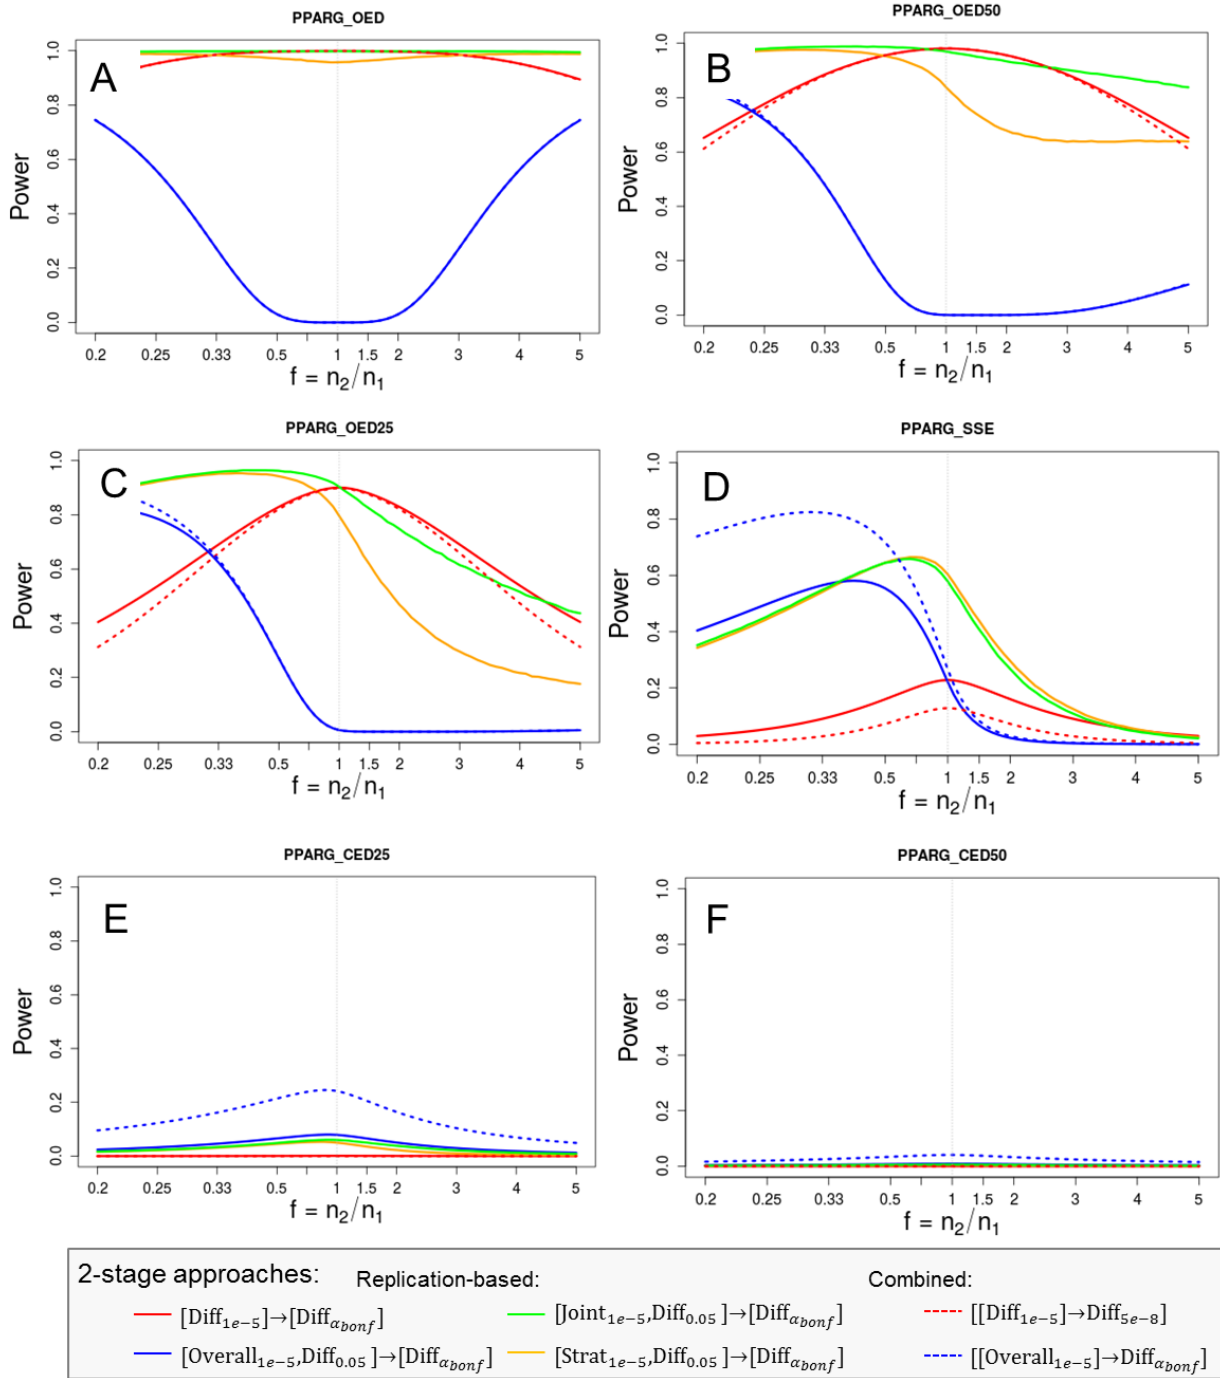 PPARG_OED
A
Power
0.0 0.2 0.4 0.6 0.8 1.0
0.2 0.25 0.33 0.5 1 1.5 2 3 4 5
f = n₂/n₁
PPARG_OED50
B
Power
0.0 0.2 0.4 0.6 0.8 1.0
0.2 0.25 0.33 0.5 1 1.5 2 3 4 5
f = n₂/n₁
PPARG_OED25
C
Power
0.0 0.2 0.4 0.6 0.8 1.0
0.2 0.25 0.33 0.5 1 1.5 2 3 4 5
f = n₂/n₁
PPARG_SSE
D
Power
0.0 0.2 0.4 0.6 0.8 1.0
0.2 0.25 0.33 0.5 1 1.5 2 3 4 5
f = n₂/n₁
PPARG_CED25
E
Power
0.0 0.2 0.4 0.6 0.8 1.0
0.2 0.25 0.33 0.5 1 1.5 2 3 4 5
f = n₂/n₁
PPARG_CED50
F
Power
0.0 0.2 0.4 0.6 0.8 1.0
0.2 0.25 0.33 0.5 1 1.5 2 3 4 5
f = n₂/n₁
2-stage approaches: Replication-based: Combined:
[Diff1e-5]→[Diffαbonf] [Joint1e-5,Diff0.05]→[Diffαbonf] [[Diff1e-5]→Diff5e-8]
[Overall1e-5,Diff0.05]→[Diffαbonf] [Strat1e-5,Diff0.05]→[Diffαbonf] [[Overall1e-5]→Diffαbonf]